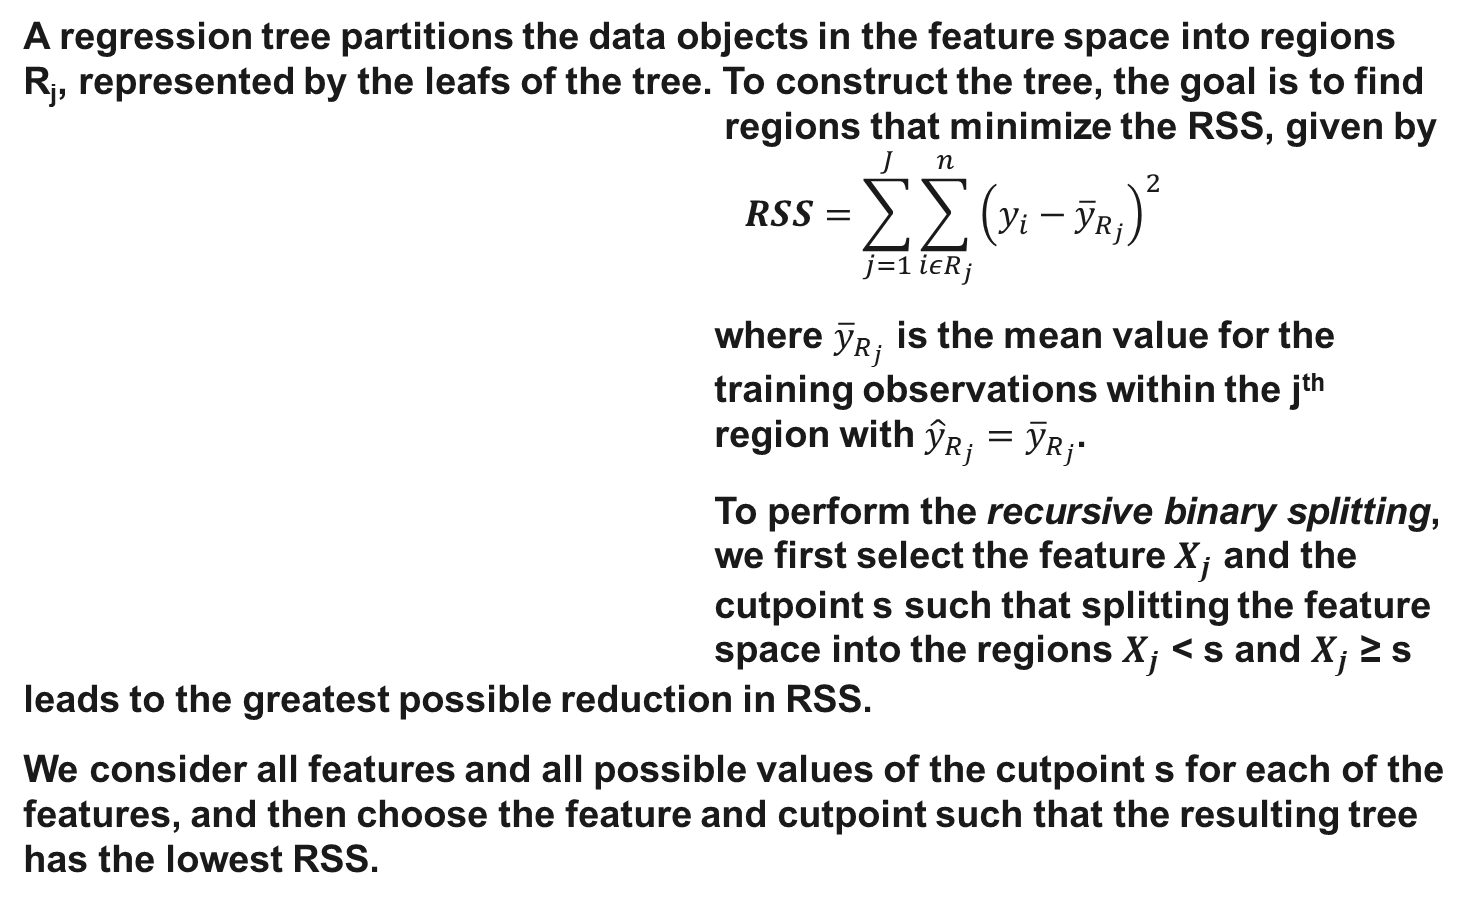 A regression tree partitions the data objects in the feature space into regions
Rⱼ, represented by the leafs of the tree. To construct the tree, the goal is to find
regions that minimize the RSS, given by
RSS = ∑_{j=1}^{J} ∑_{iϵR_j}^{n} (y_i − ȳ_{R_j})²
where ȳ_{R_j} is the mean value for the
training observations within the jᵗʰ
region with ŷ_{R_j} = ȳ_{R_j}.
To perform the recursive binary splitting,
we first select the feature X_j and the
cutpoint s such that splitting the feature
space into the regions X_j < s and X_j ≥ s
leads to the greatest possible reduction in RSS.
We consider all features and all possible values of the cutpoint s for each of the
features, and then choose the feature and cutpoint such that the resulting tree
has the lowest RSS.